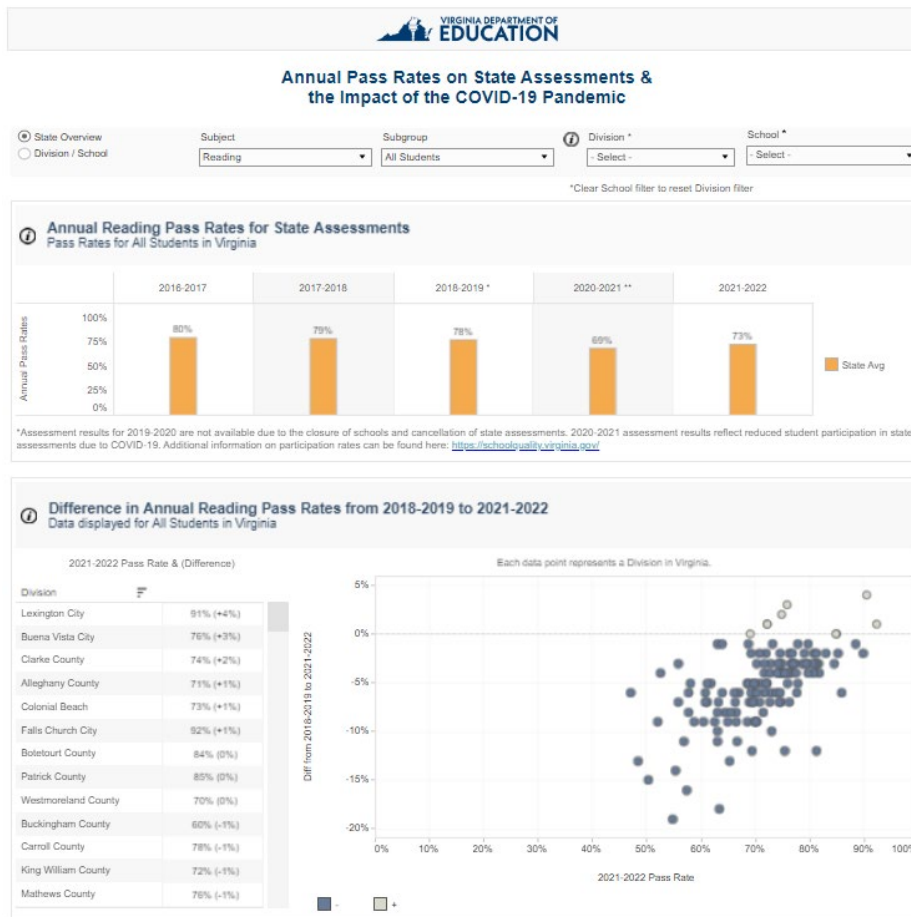 VIRGINIA DEPARTMENT OF
EDUCATION
Annual Pass Rates on State Assessments &
the Impact of the COVID-19 Pandemic
State Overview
Division / School
Subject
Reading
Subgroup
All Students
Division *
- Select -
School *
- Select -
*Clear School filter to reset Division filter
Annual Reading Pass Rates for State Assessments
Pass Rates for All Students in Virginia
2016-2017 2017-2018 2018-2019 * 2020-2021 ** 2021-2022
Annual Pass Rates
100%
75%
50%
25%
0%
80% 79% 78% 69% 73%
State Avg
*Assessment results for 2019-2020 are not available due to the closure of schools and cancellation of state assessments. 2020-2021 assessment results reflect reduced student participation in state
assessments due to COVID-19. Additional information on participation rates can be found here: https://schoolquality.virginia.gov/
Difference in Annual Reading Pass Rates from 2018-2019 to 2021-2022
Data displayed for All Students in Virginia
2021-2022 Pass Rate & (Difference)
Division
Lexington City 91% (+4%)
Buena Vista City 76% (+3%)
Clarke County 74% (+2%)
Alleghany County 71% (+1%)
Colonial Beach 73% (+1%)
Falls Church City 92% (+1%)
Botetourt County 84% (0%)
Patrick County 85% (0%)
Westmoreland County 70% (0%)
Buckingham County 60% (-1%)
Carroll County 78% (-1%)
King William County 72% (-1%)
Mathews County 76% (-1%)
Each data point represents a Division in Virginia.
Diff from 2018-2019 to 2021-2022
5%
0%
-5%
-10%
-15%
-20%
0% 10% 20% 30% 40% 50% 60% 70% 80% 90% 100%
2021-2022 Pass Rate
- +